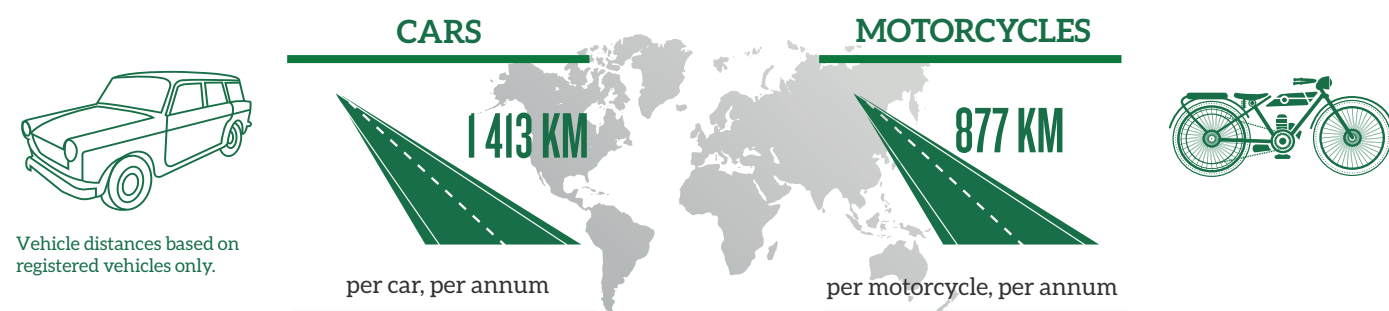 CARS
1 413 KM
per car, per annum
MOTORCYCLES
877 KM
per motorcycle, per annum
Vehicle distances based on
registered vehicles only.